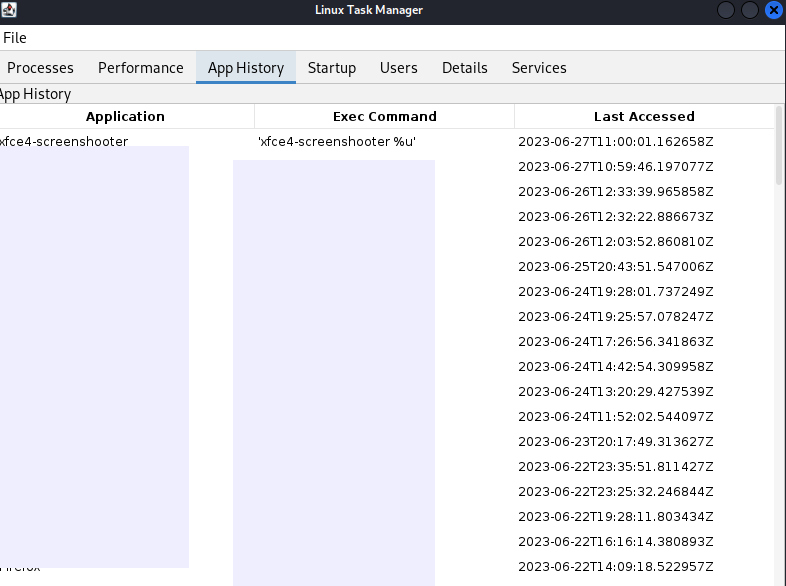 Linux Task Manager
File
Processes Performance App History Startup Users Details Services
App History
Application Exec Command Last Accessed
xfce4-screenshooter 'xfce4-screenshooter %u' 2023-06-27T11:00:01.162658Z
2023-06-27T10:59:46.197077Z
2023-06-26T12:33:39.965858Z
2023-06-26T12:32:22.886673Z
2023-06-26T12:03:52.860810Z
2023-06-25T20:43:51.547006Z
2023-06-24T19:28:01.737249Z
2023-06-24T19:25:57.078247Z
2023-06-24T17:26:56.341863Z
2023-06-24T14:42:54.309958Z
2023-06-24T13:20:29.427539Z
2023-06-24T11:52:02.544097Z
2023-06-23T20:17:49.313627Z
2023-06-22T23:35:51.811427Z
2023-06-22T23:25:32.246844Z
2023-06-22T19:28:11.803434Z
2023-06-22T16:16:14.380893Z
2023-06-22T14:09:18.522957Z